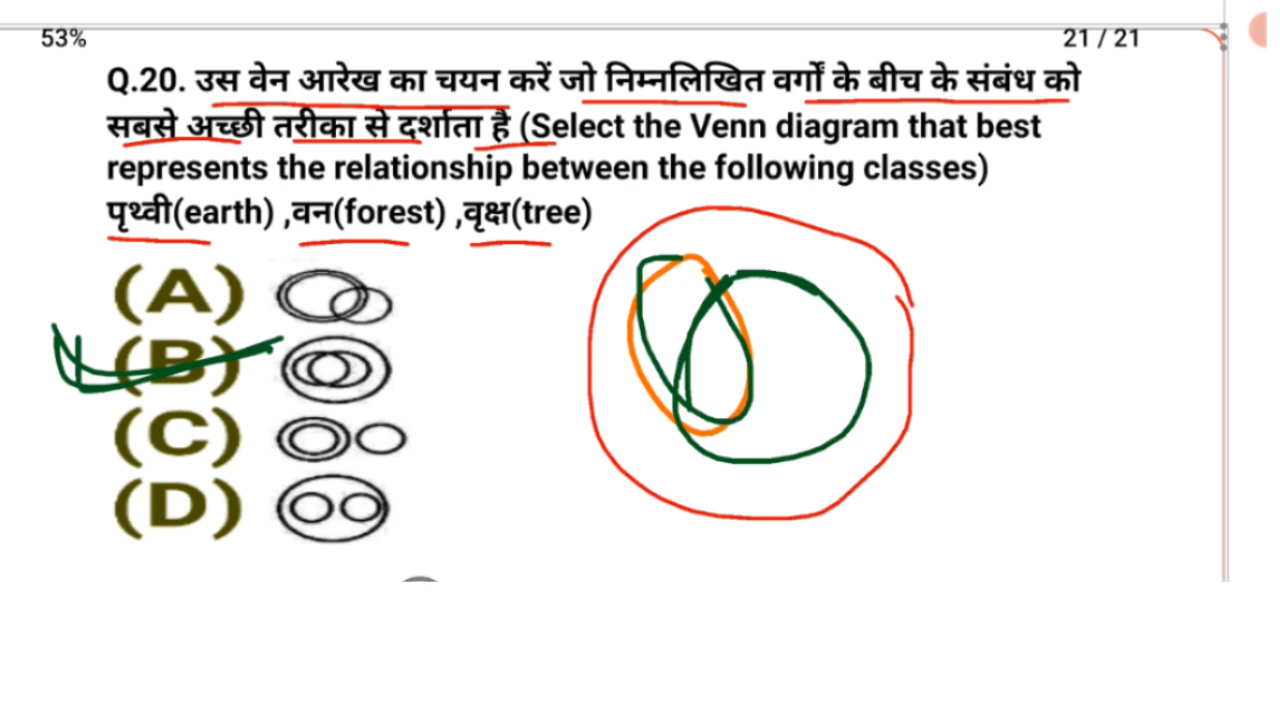 53%
21 / 21
Q.20. उस वेन आरेख का चयन करें जो निम्नलिखित वर्गों के बीच के संबंध को
सबसे अच्छी तरीका से दर्शाता है (Select the Venn diagram that best
represents the relationship between the following classes)
पृथ्वी(earth) ,वन(forest) ,वृक्ष(tree)
(A)
(B)
(C)
(D)